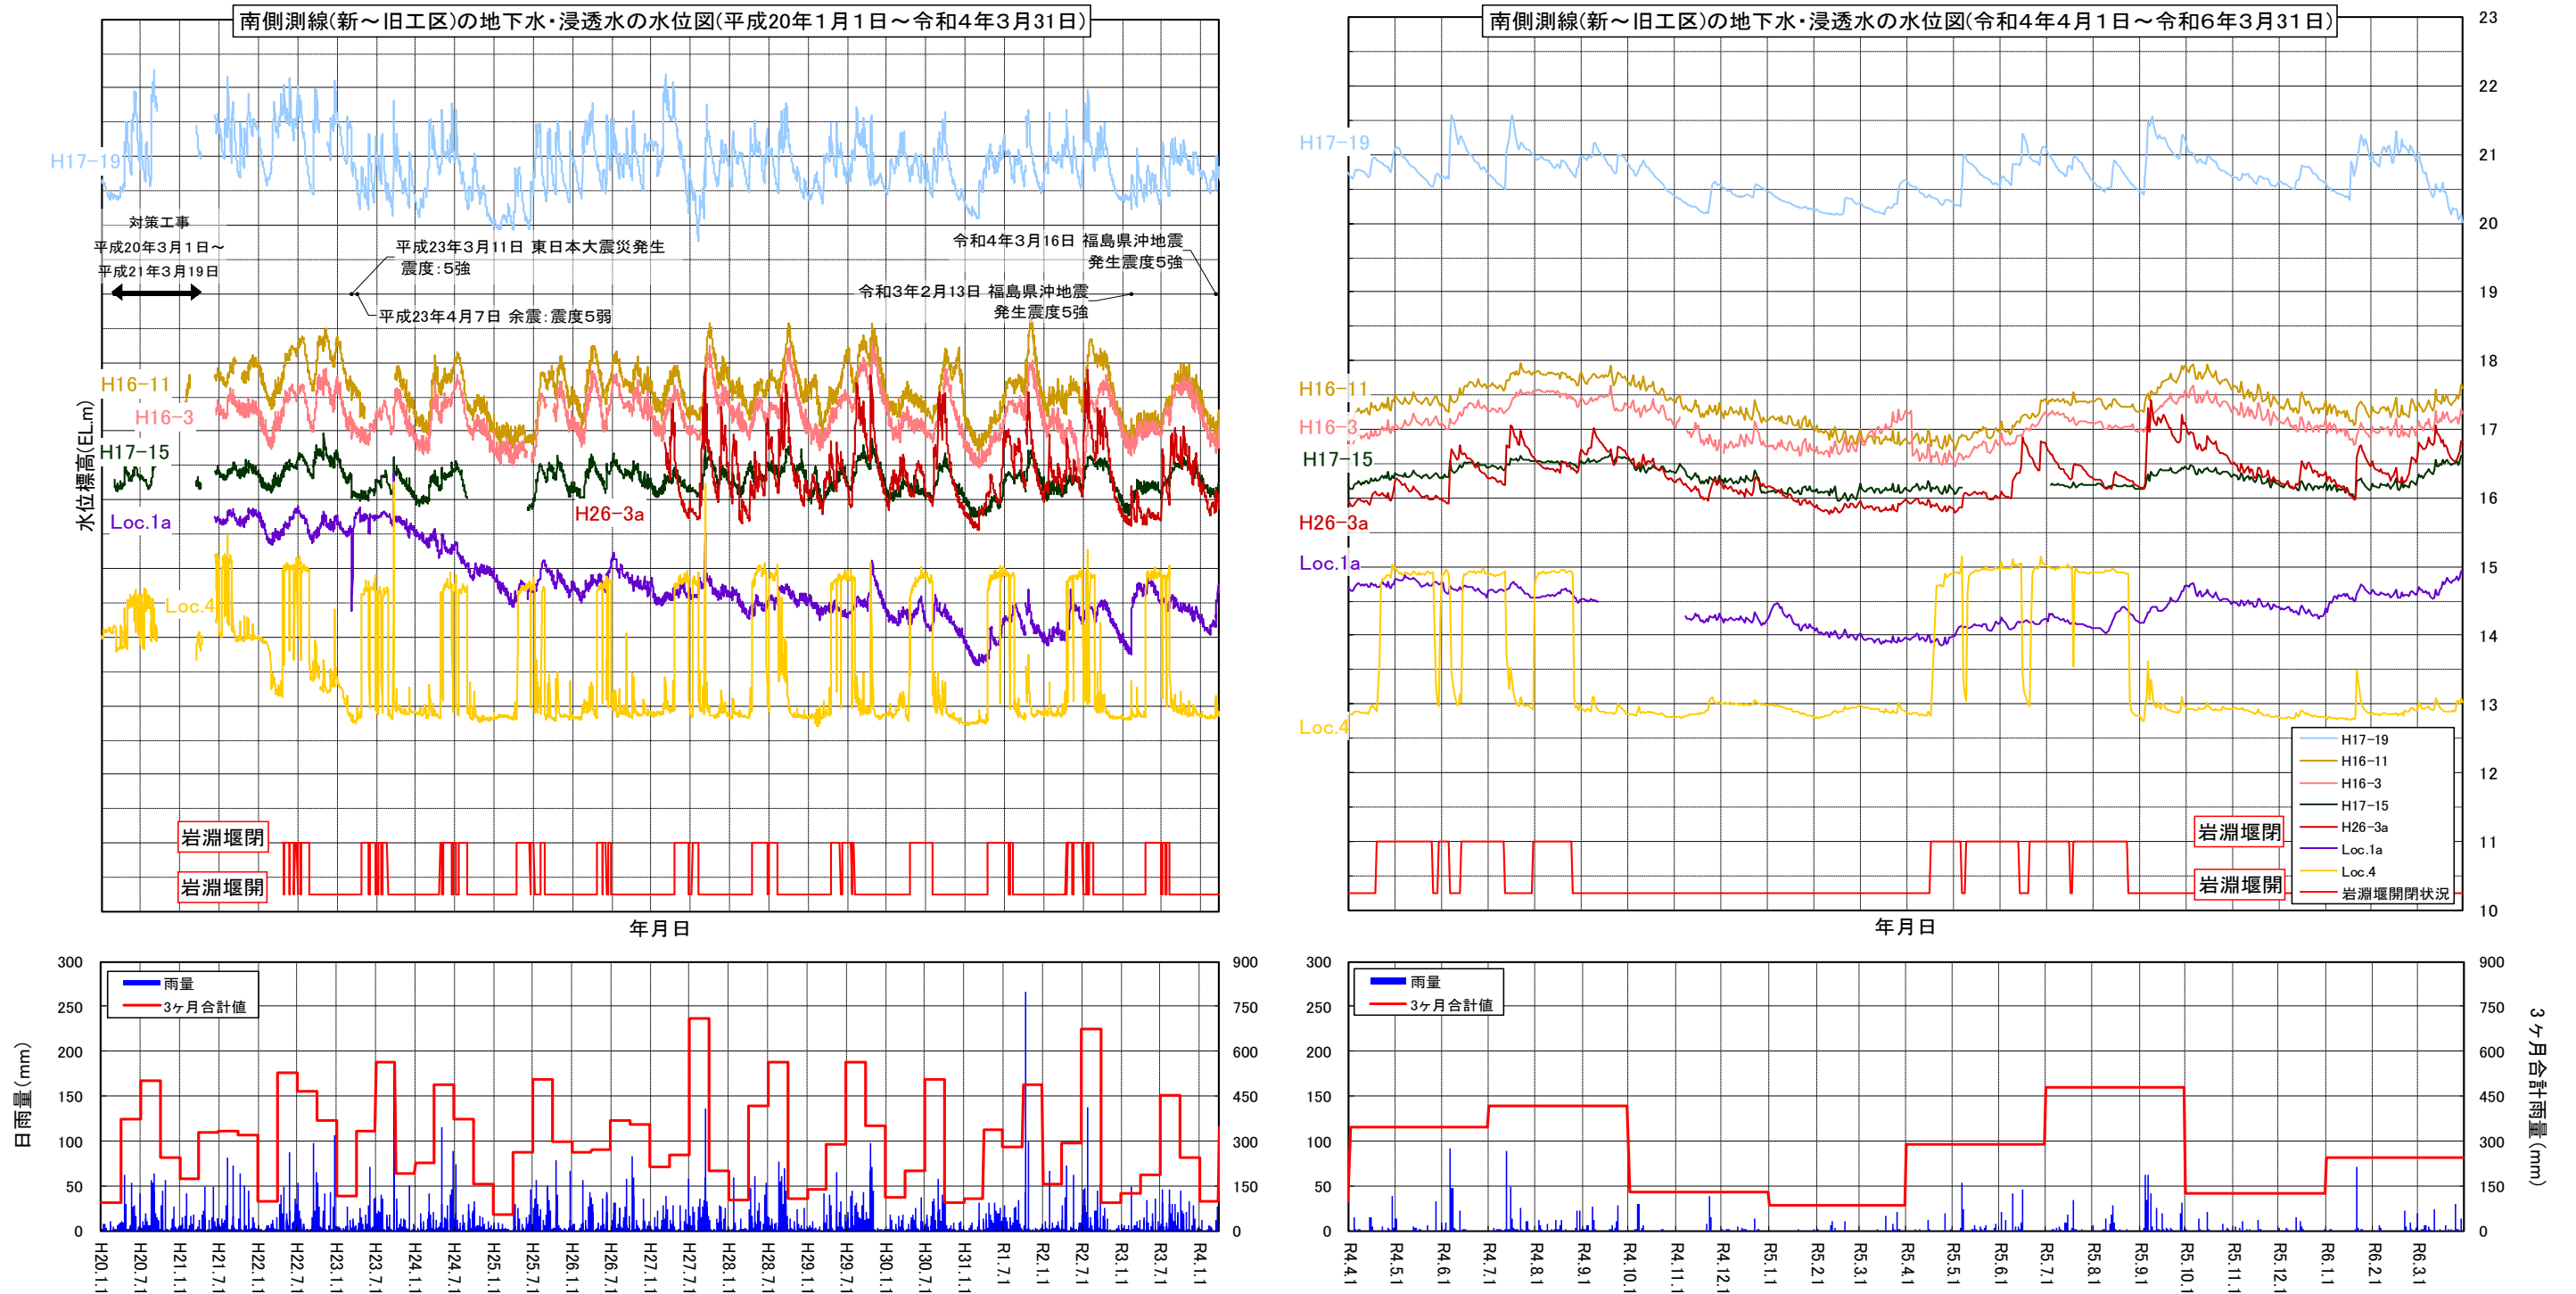 南側測線(新～旧工区)の地下水・浸透水の水位図(平成20年1月1日～令和4年3月31日)
H17-19
対策工事
平成20年3月1日～
平成21年3月19日
平成23年3月11日 東日本大震災発生
震度：5強
平成23年4月7日 余震：震度5弱
令和4年3月16日 福島県沖地震
発生震度5強
令和3年2月13日 福島県沖地震
発生震度5強
H16-11
H16-3
H17-15
Loc.1a
H26-3a
Loc.4
水位標高(EL.m)
岩淵堰閉
岩淵堰開
年月日
南側測線(新～旧工区)の地下水・浸透水の水位図(令和4年4月1日～令和6年3月31日)
23
22
21
20
19
18
17
16
15
14
13
12
11
10
H17-19
H16-11
H16-3
H17-15
H26-3a
Loc.1a
Loc.4
H17-19
H16-11
H16-3
H17-15
H26-3a
Loc.1a
Loc.4
岩淵堰開閉状況
岩淵堰閉
岩淵堰開
年月日
日雨量(mm)
300
250
200
150
100
50
0
雨量
3ヶ月合計値
900
750
600
450
300
150
0
H20.1.1
H20.7.1
H21.1.1
H21.7.1
H22.1.1
H22.7.1
H23.1.1
H23.7.1
H24.1.1
H24.7.1
H25.1.1
H25.7.1
H26.1.1
H26.7.1
H27.1.1
H27.7.1
H28.1.1
H28.7.1
H29.1.1
H29.7.1
H30.1.1
H30.7.1
H31.1.1
R1.7.1
R2.1.1
R2.7.1
R3.1.1
R3.7.1
R4.1.1
300
250
200
150
100
50
0
雨量
3ヶ月合計値
900
750
600
450
300
150
0
3ヶ月合計雨量(mm)
R4.4.1
R4.5.1
R4.6.1
R4.7.1
R4.8.1
R4.9.1
R4.10.1
R4.11.1
R4.12.1
R5.1.1
R5.2.1
R5.3.1
R5.4.1
R5.5.1
R5.6.1
R5.7.1
R5.8.1
R5.9.1
R5.10.1
R5.11.1
R5.12.1
R6.1.1
R6.2.1
R6.3.1